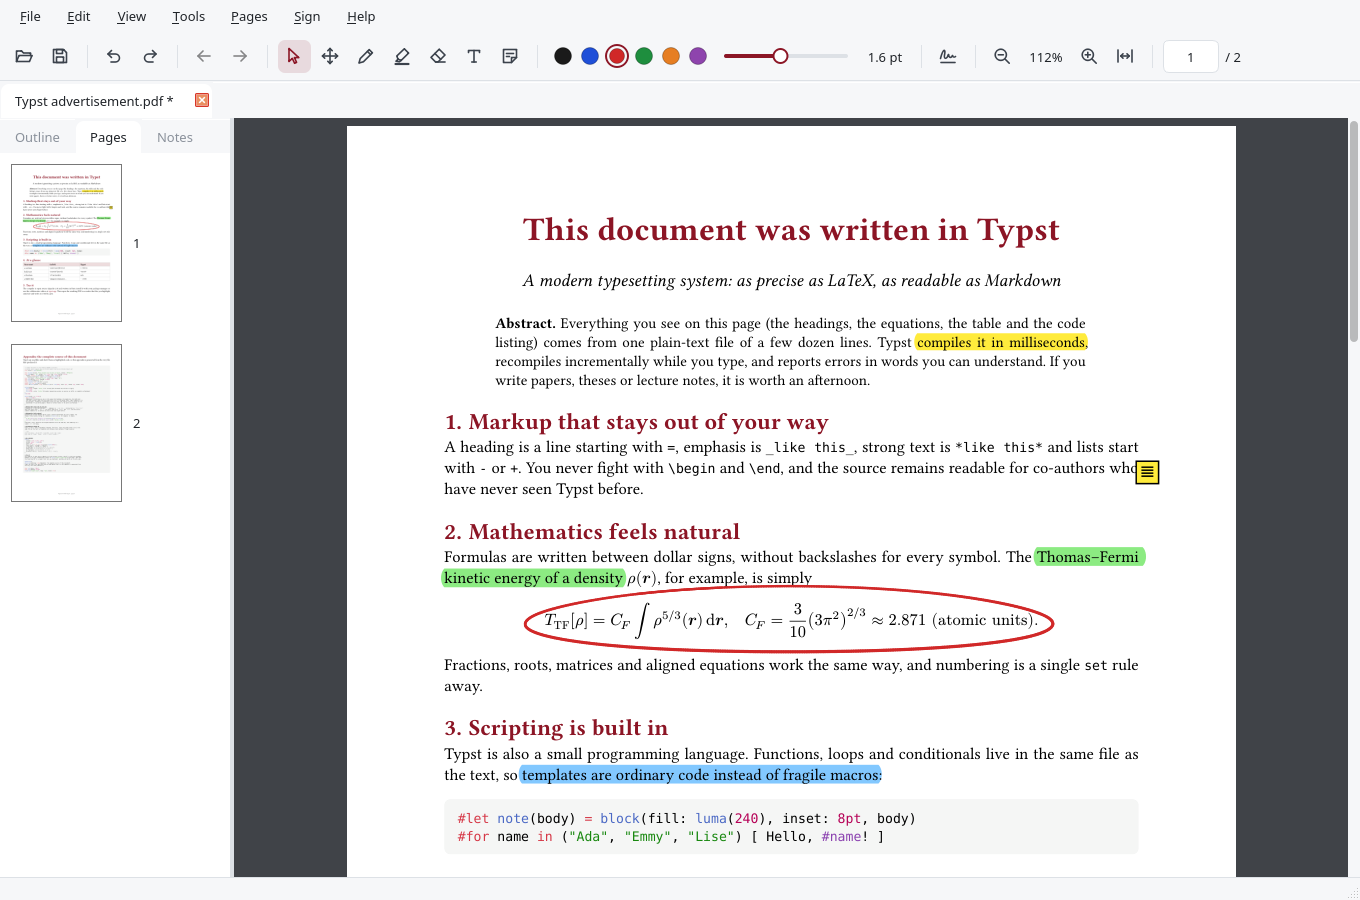 File Edit View Tools Pages Sign Help
1.6 pt 112% 1 / 2
Typst advertisement.pdf *
Outline Pages Notes
1
2
This document was written in Typst
A modern typesetting system: as precise as LaTeX, as readable as Markdown
Abstract. Everything you see on this page (the headings, the equations, the table and the code
listing) comes from one plain-text file of a few dozen lines. Typst compiles it in milliseconds,
recompiles incrementally while you type, and reports errors in words you can understand. If you
write papers, theses or lecture notes, it is worth an afternoon.
1. Markup that stays out of your way
A heading is a line starting with =, emphasis is _like this_, strong text is *like this* and lists start
with - or +. You never fight with \begin and \end, and the source remains readable for co-authors who
have never seen Typst before.
2. Mathematics feels natural
Formulas are written between dollar signs, without backslashes for every symbol. The Thomas–Fermi
kinetic energy of a density ρ(r), for example, is simply
T_TF[ρ] = C_F ∫ ρ^5/3(r) dr, C_F = 3/10 (3π²)^2/3 ≈ 2.871 (atomic units).
Fractions, roots, matrices and aligned equations work the same way, and numbering is a single set rule
away.
3. Scripting is built in
Typst is also a small programming language. Functions, loops and conditionals live in the same file as
the text, so templates are ordinary code instead of fragile macros:
#let note(body) = block(fill: luma(240), inset: 8pt, body)
#for name in ("Ada", "Emmy", "Lise") [ Hello, #name! ]